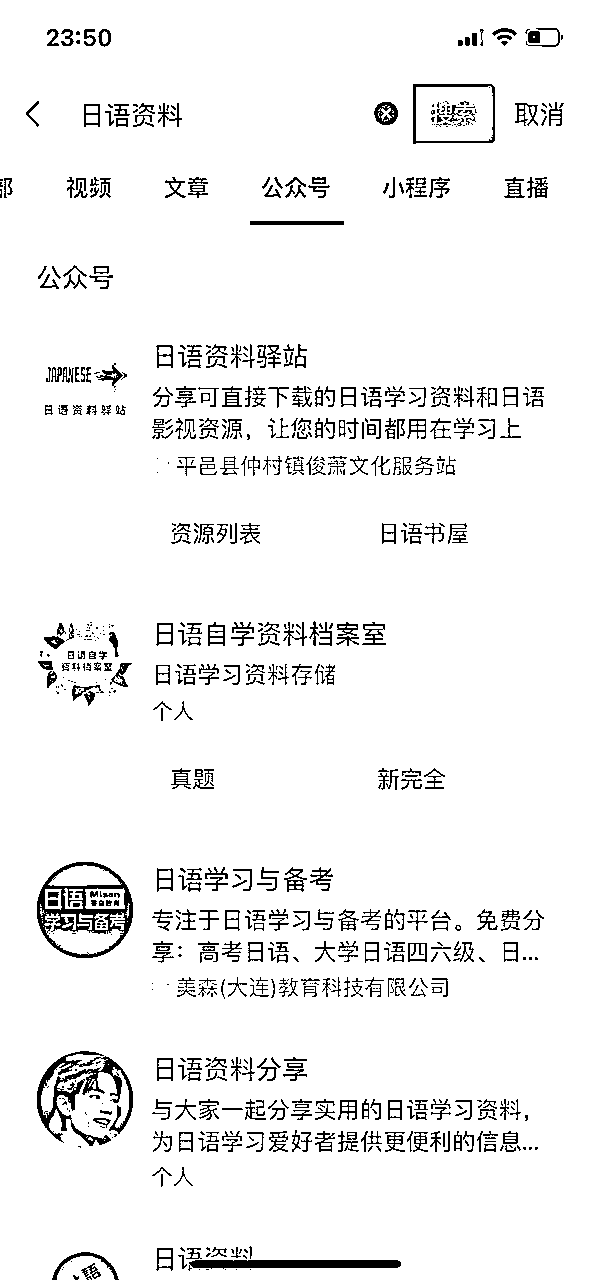 23:50
日语资料
搜索
取消
部
视频
文章
公众号
小程序
直播
公众号
JAPANESE
日语资料驿站
日语资料驿站
分享可直接下载的日语学习资料和日语
影视资源，让您的时间都用在学习上
平邑县仲村镇俊萧文化服务站
资源列表
日语书屋
日语自学
资料档案室
日语自学资料档案室
日语学习资料存储
个人
真题
新完全
日语
学习与备考
日语学习与备考
专注于日语学习与备考的平台。免费分
享：高考日语、大学日语四六级、日...
美森(大连)教育科技有限公司
日语资料分享
与大家一起分享实用的日语学习资料，
为日语学习爱好者提供更便利的信息...
个人
日语资料